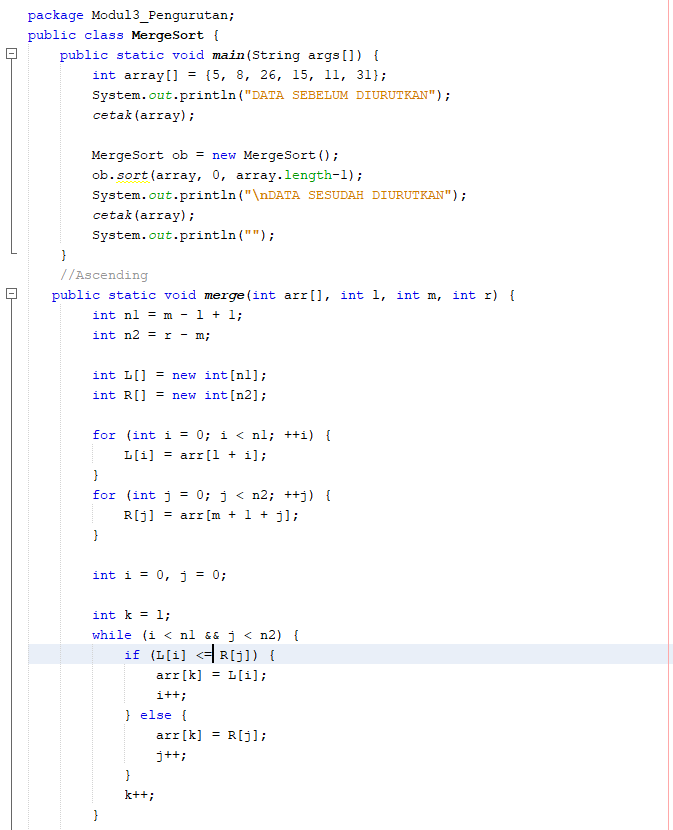 package Modul3_Pengurutan;
public class MergeSort {
    public static void main(String args[]) {
        int array[] = {5, 8, 26, 15, 11, 31};
        System.out.println("DATA SEBELUM DIURUTKAN");
        cetak(array);

        MergeSort ob = new MergeSort();
        ob.sort(array, 0, array.length-1);
        System.out.println("\nDATA SESUDAH DIURUTKAN");
        cetak(array);
        System.out.println("");
    }
    //Ascending
   public static void merge(int arr[], int l, int m, int r) {
        int n1 = m - l + 1;
        int n2 = r - m;

        int L[] = new int[n1];
        int R[] = new int[n2];

        for (int i = 0; i < n1; ++i) {
            L[i] = arr[l + i];
        }
        for (int j = 0; j < n2; ++j) {
            R[j] = arr[m + 1 + j];
        }

        int i = 0, j = 0;

        int k = l;
        while (i < n1 && j < n2) {
            if (L[i] <= R[j]) {
                arr[k] = L[i];
                i++;
            } else {
                arr[k] = R[j];
                j++;
            }
            k++;
        }